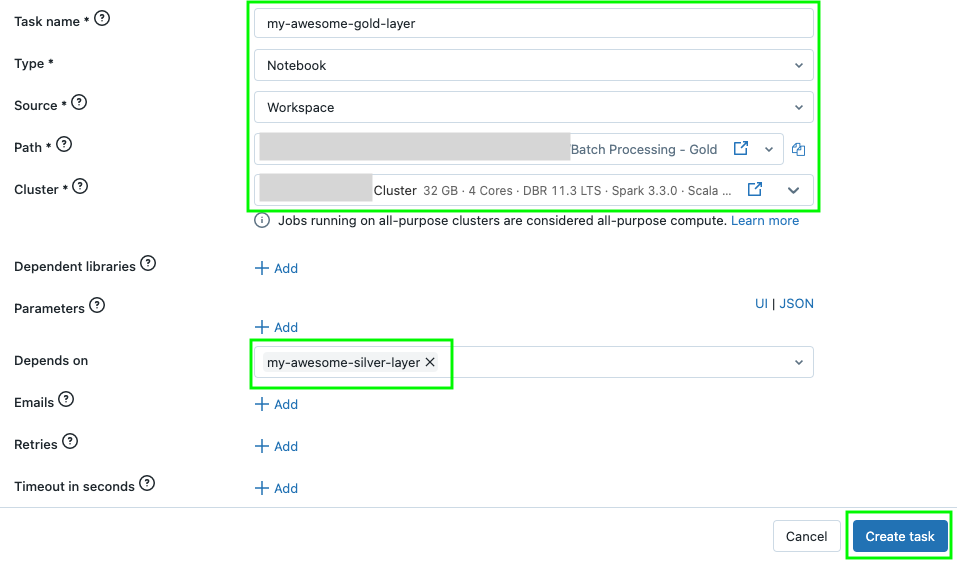 Task name * ?
my-awesome-gold-layer
Type *
Notebook
Source * ?
Workspace
Path * ?
Batch Processing - Gold
Cluster * ?
Cluster 32 GB · 4 Cores · DBR 11.3 LTS · Spark 3.3.0 · Scala ...
Jobs running on all-purpose clusters are considered all-purpose compute. Learn more
Dependent libraries ?
+ Add
Parameters ?
UI | JSON
+ Add
Depends on
my-awesome-silver-layer ×
Emails ?
+ Add
Retries ?
+ Add
Timeout in seconds ?
+ Add
Cancel
Create task